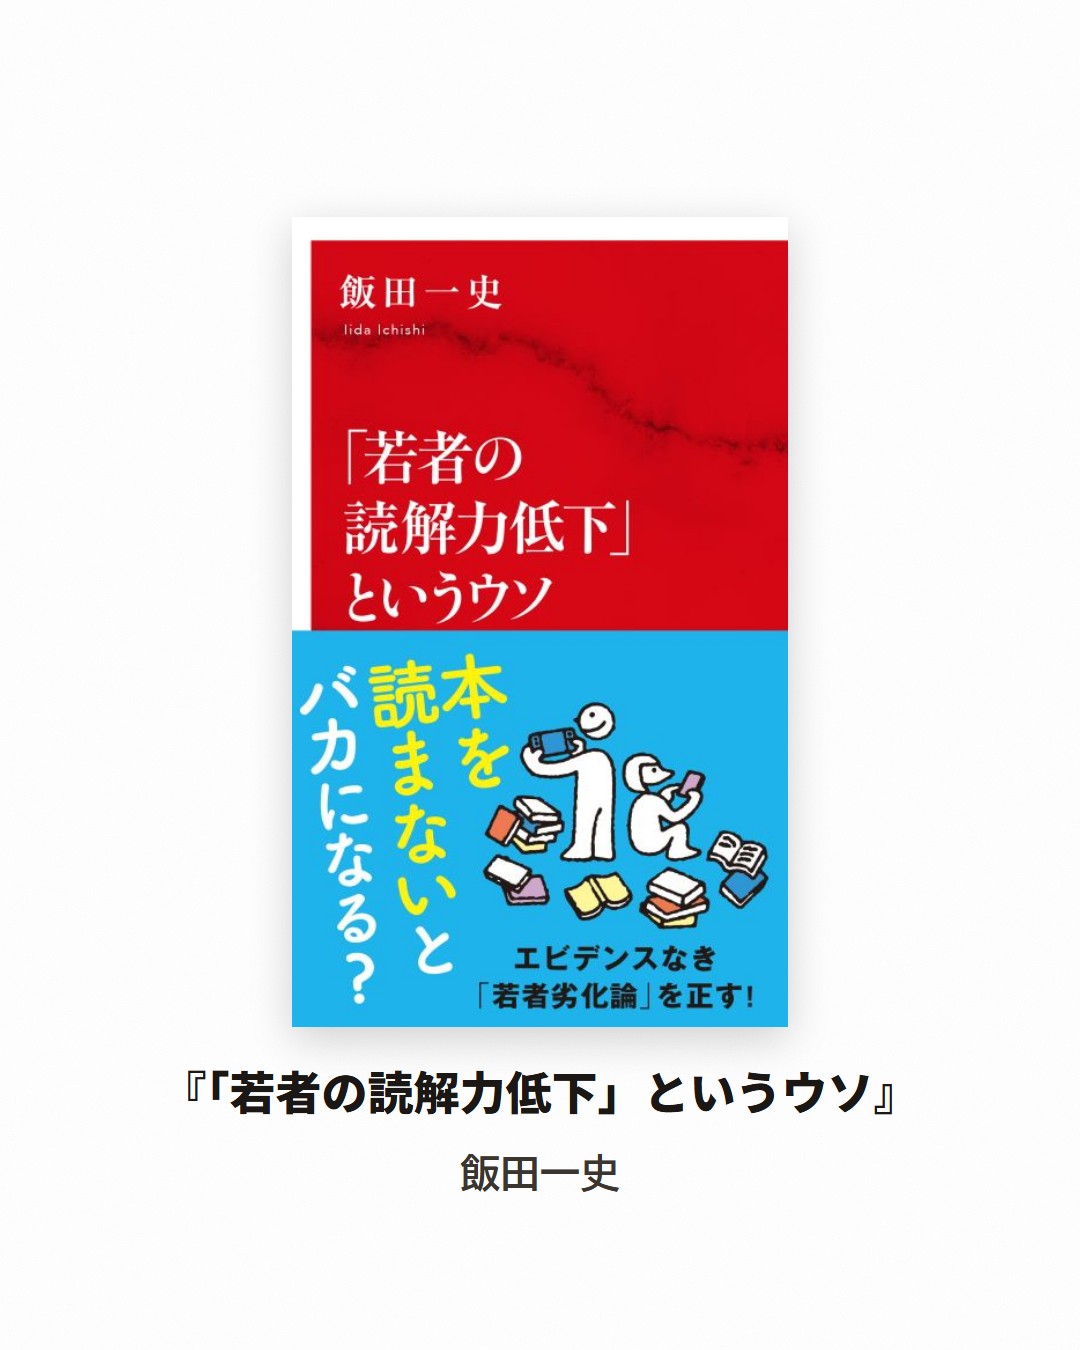 飯田一史
Iida Ichishi
「若者の
読解力低下」
というウソ
本を
読まないと
バカになる?
エビデンスなき
「若者劣化論」を正す!
『「若者の読解力低下」というウソ』
飯田一史